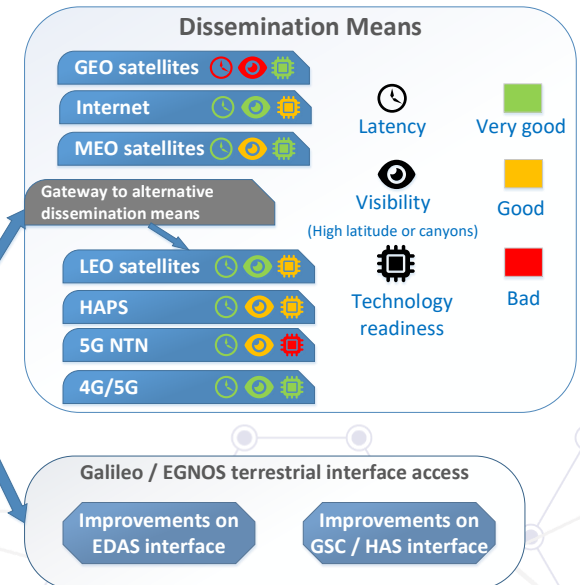 Dissemination Means
GEO satellites
Internet
MEO satellites
Gateway to alternative
dissemination means
LEO satellites
HAPS
5G NTN
4G/5G
Latency
Very good
Visibility
(High latitude or canyons)
Good
Technology
readiness
Bad
Galileo / EGNOS terrestrial interface access
Improvements on
EDAS interface
Improvements on
GSC / HAS interface